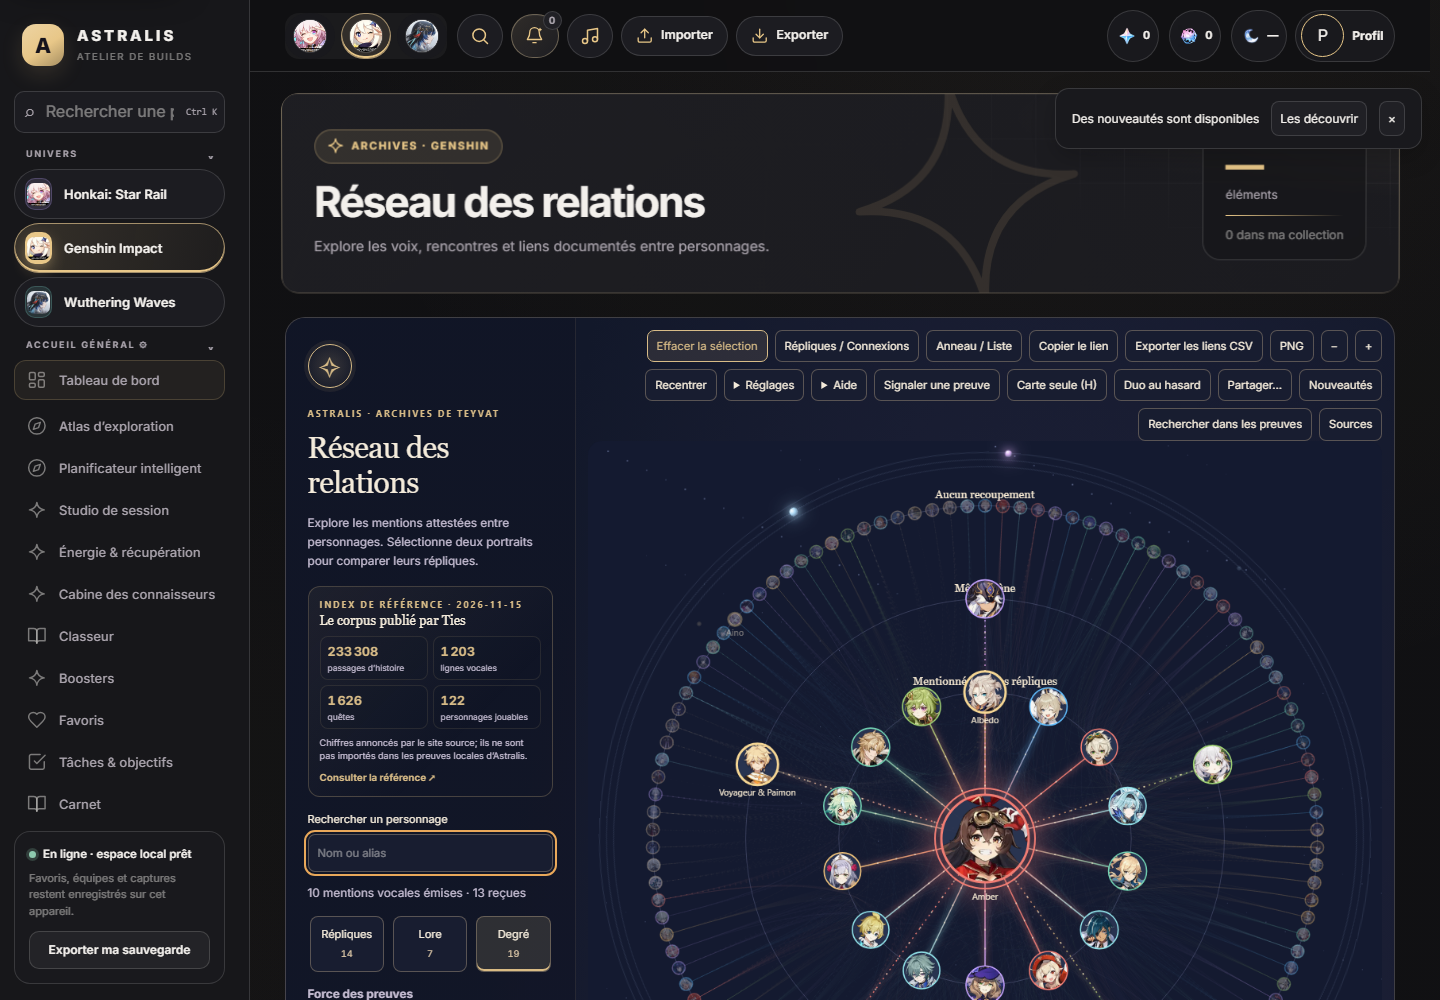 A
ASTRALIS
ATELIER DE BUILDS
Rechercher une p
Ctrl K
UNIVERS
Honkai: Star Rail
Genshin Impact
Wuthering Waves
ACCUEIL GÉNÉRAL
Tableau de bord
Atlas d'exploration
Planificateur intelligent
Studio de session
Énergie & récupération
Cabine des connaisseurs
Classeur
Boosters
Favoris
Tâches & objectifs
Carnet
En ligne · espace local prêt
Favoris, équipes et captures
restent enregistrés sur cet
appareil.
Exporter ma sauvegarde
0
Importer
Exporter
0
0
—
P
Profil
Des nouveautés sont disponibles
Les découvrir
×
ARCHIVES · GENSHIN
Réseau des relations
Explore les voix, rencontres et liens documentés entre personnages.
éléments
0 dans ma collection
ASTRALIS · ARCHIVES DE TEYVAT
Réseau des
relations
Explore les mentions attestées entre
personnages. Sélectionne deux portraits
pour comparer leurs répliques.
INDEX DE RÉFÉRENCE · 2026-11-15
Le corpus publié par Ties
233 308
passages d'histoire
1 203
lignes vocales
1 626
quêtes
122
personnages jouables
Chiffres annoncés par le site source; ils ne sont
pas importés dans les preuves locales d'Astralis.
Consulter la référence ↗
Rechercher un personnage
Nom ou alias
10 mentions vocales émises · 13 reçues
Répliques
14
Lore
7
Degré
19
Force des preuves
Effacer la sélection
Répliques / Connexions
Anneau / Liste
Copier le lien
Exporter les liens CSV
PNG
−
+
Recentrer
▶ Réglages
▶ Aide
Signaler une preuve
Carte seule (H)
Duo au hasard
Partager…
Nouveautés
Rechercher dans les preuves
Sources
Aucun recoupement
Aino
Mentionné
s répliques
Albedo
Voyageur & Paimon
Amber